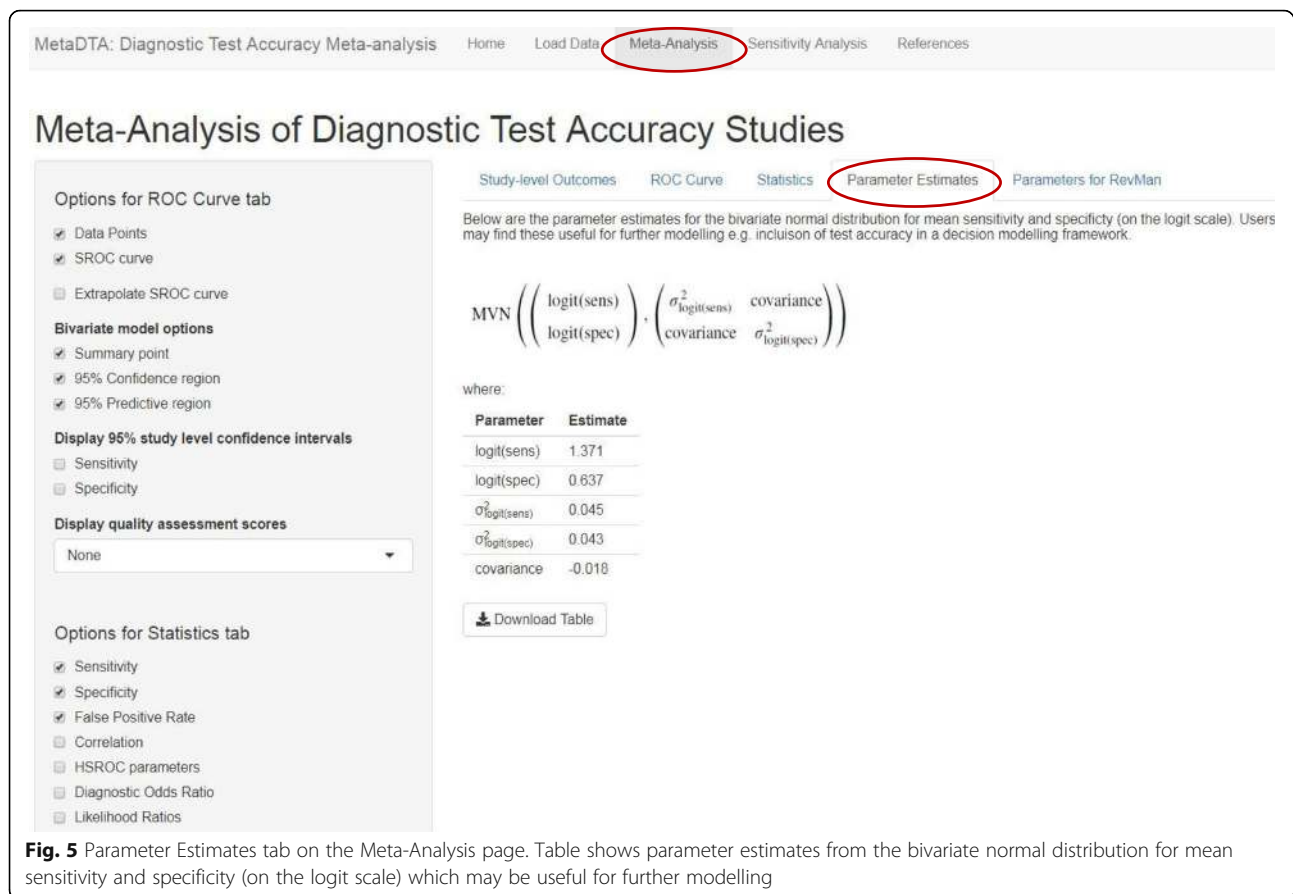 MetaDTA: Diagnostic Test Accuracy Meta-analysis Home Load Data Meta-Analysis Sensitivity Analysis References
Meta-Analysis of Diagnostic Test Accuracy Studies
Options for ROC Curve tab
Data Points
SROC curve
Extrapolate SROC curve
Bivariate model options
Summary point
95% Confidence region
95% Predictive region
Display 95% study level confidence intervals
Sensitivity
Specificity
Display quality assessment scores
None
Options for Statistics tab
Sensitivity
Specificity
False Positive Rate
Correlation
HSROC parameters
Diagnostic Odds Ratio
Likelihood Ratios
Study-level Outcomes ROC Curve Statistics Parameter Estimates Parameters for RevMan
Below are the parameter estimates for the bivariate normal distribution for mean sensitivity and specificty (on the logit scale). Users
may find these useful for further modelling e.g. incluison of test accuracy in a decision modelling framework.
MVN ( ( logit(sens) logit(spec) ) , ( σ²logit(sens) covariance covariance σ²logit(spec) ) )
where:
Parameter Estimate
logit(sens) 1.371
logit(spec) 0.637
σ²logit(sens) 0.045
σ²logit(spec) 0.043
covariance -0.018
Download Table
Fig. 5 Parameter Estimates tab on the Meta-Analysis page. Table shows parameter estimates from the bivariate normal distribution for mean
sensitivity and specificity (on the logit scale) which may be useful for further modelling